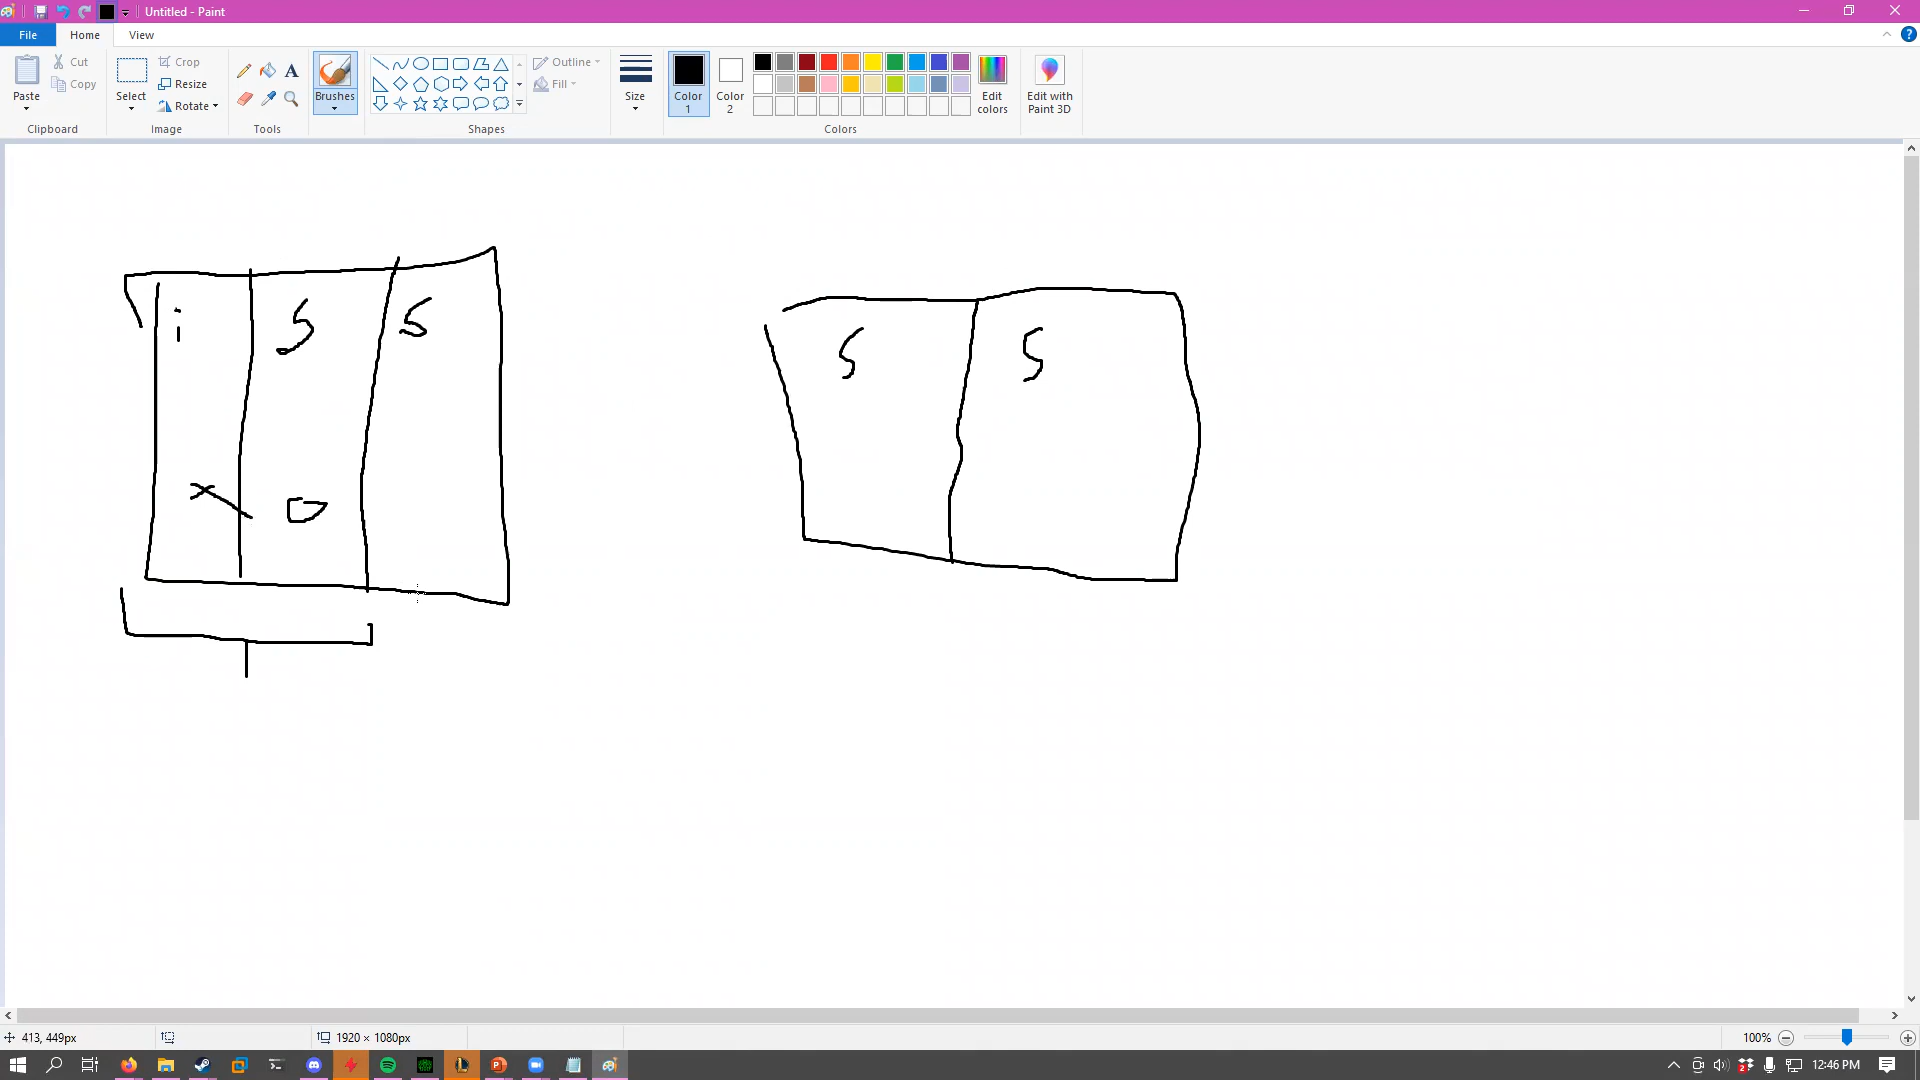 Untitled - Paint
File Home View
Paste
Cut
Copy
Clipboard
Select
Crop
Resize
Rotate
Image
Tools
Brushes
Shapes
Outline
Fill
Size
Color 1
Color 2
Edit colors
Edit with Paint 3D
Colors
i S S
S S
x 0
413, 449px
1920 × 1080px
100%
2
12:46 PM